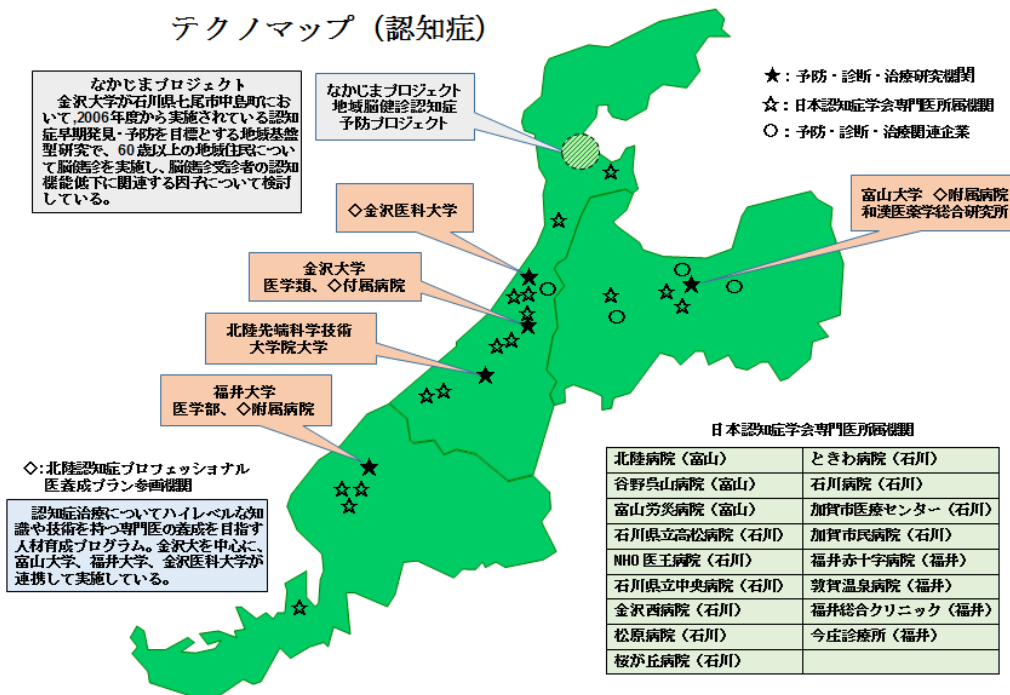 テクノマップ（認知症）
なかじまプロジェクト
金沢大学が石川県七尾市中島町にお
いて,2006年度から実施されている認知
症早期発見・予防を目標とする地域基盤
型研究で、60歳以上の地域住民につい
て脳健診を実施し、脳健診受診者の認知
機能低下に関連する因子について検討
している。
なかじまプロジェクト
地域脳健診認知症
予防プロジェクト
★：予防・診断・治療研究機関
☆：日本認知症学会専門医所属機関
○：予防・診断・治療関連企業
富山大学　◇附属病院
和漢医薬学総合研究所
◇金沢医科大学
金沢大学
医学類、◇付属病院
北陸先端科学技術
大学院大学
福井大学
医学部、◇附属病院
◇：北陸認知症プロフェッショナル
医養成プラン参画機関
認知症治療についてハイレベルな知
識や技術を持つ専門医の養成を目指す
人材育成プログラム。金沢大を中心に、
富山大学、福井大学、金沢医科大学が
連携して実施している。
日本認知症学会専門医所属機関
北陸病院（富山）　ときわ病院（石川）
谷野呉山病院（富山）　石川病院（石川）
富山労災病院（富山）　加賀市医療センター（石川）
石川県立高松病院（石川）　加賀市民病院（石川）
NHO 医王病院（石川）　福井赤十字病院（福井）
石川県立中央病院（石川）　敦賀温泉病院（福井）
金沢西病院（石川）　福井総合クリニック（福井）
松原病院（石川）　今庄診療所（福井）
桜が丘病院（石川）